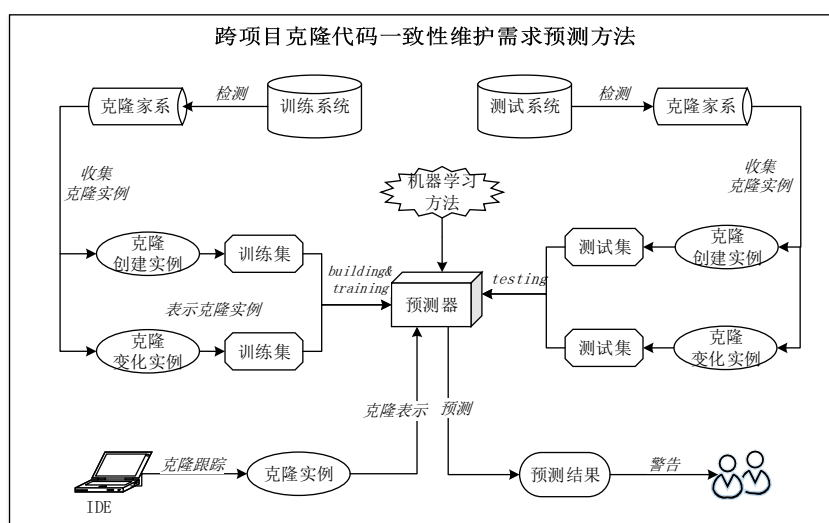 跨项目克隆代码一致性维护需求预测方法
克隆家系
检测
训练系统
测试系统
检测
克隆家系
收集
克隆实例
机器学习
方法
收集
克隆实例
克隆
创建实例
训练集
building&
training
预测器
testing
测试集
克隆
创建实例
表示克隆实例
克隆
变化实例
训练集
测试集
克隆
变化实例
克隆表示
预测
IDE
克隆跟踪
克隆实例
预测结果
警告